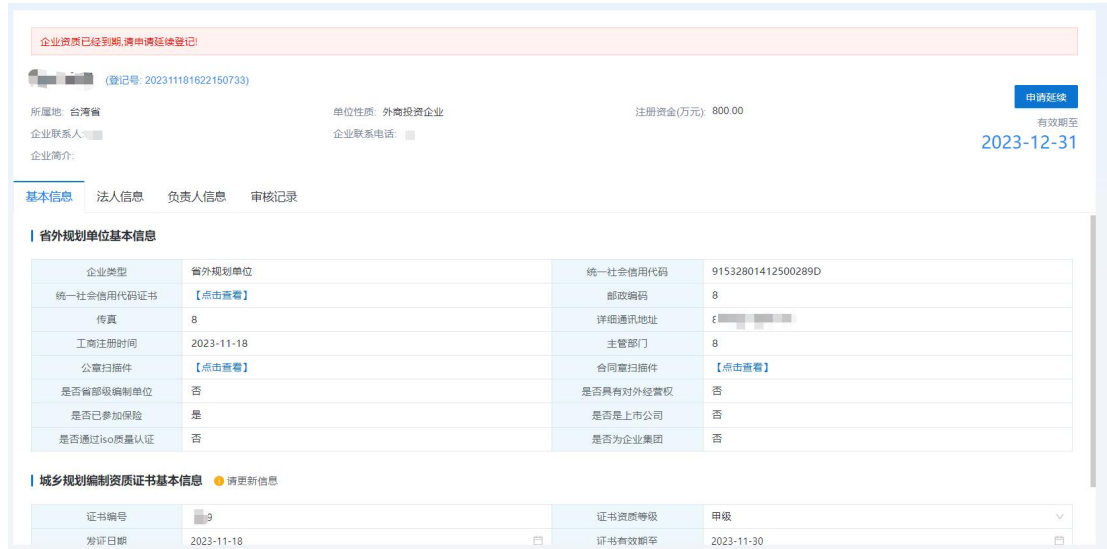 企业资质已经到期,请申请延续登记!
(登记号: 202311181622150733)
申请延续
所属地: 台湾省 单位性质: 外商投资企业 注册资金(万元): 800.00
有效期至
企业联系人: 企业联系电话:
2023-12-31
企业简介:
基本信息 法人信息 负责人信息 审核记录
省外规划单位基本信息
企业类型 省外规划单位 统一社会信用代码 91532801412500289D
统一社会信用代码证书 【点击查看】 邮政编码 8
传真 8 详细通讯地址
工商注册时间 2023-11-18 主管部门 8
公章扫描件 【点击查看】 合同章扫描件 【点击查看】
是否省部级编制单位 否 是否具有对外经营权 否
是否已参加保险 是 是否是上市公司 否
是否通过iso质量认证 否 是否为企业集团 否
城乡规划编制资质证书基本信息 请更新信息
证书编号 9 证书资质等级 甲级
发证日期 2023-11-18 证书有效期至 2023-11-30